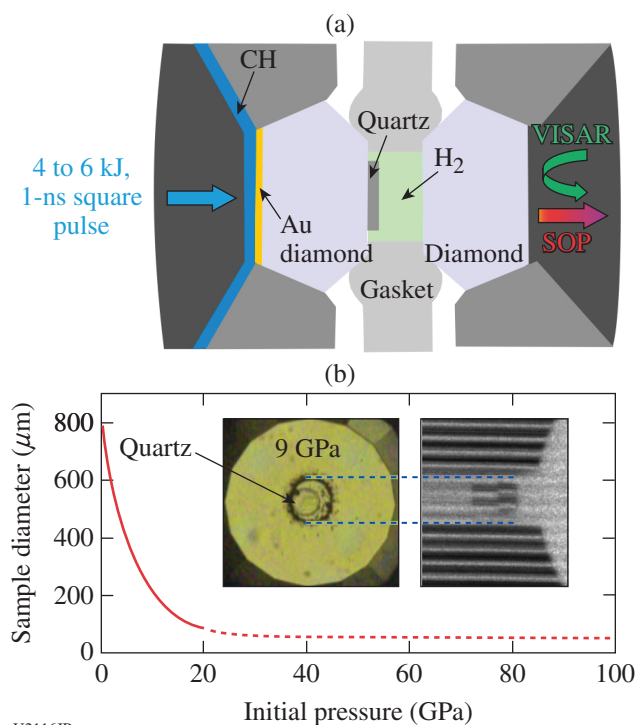 (a)
CH
Quartz
H2
VISAR
4 to 6 kJ,
1-ns square
pulse
Au
diamond
Diamond
SOP
Gasket
(b)
Sample diameter (μm)
800
600
400
200
0
Quartz
9 GPa
0
20
40
60
80
100
Initial pressure (GPa)